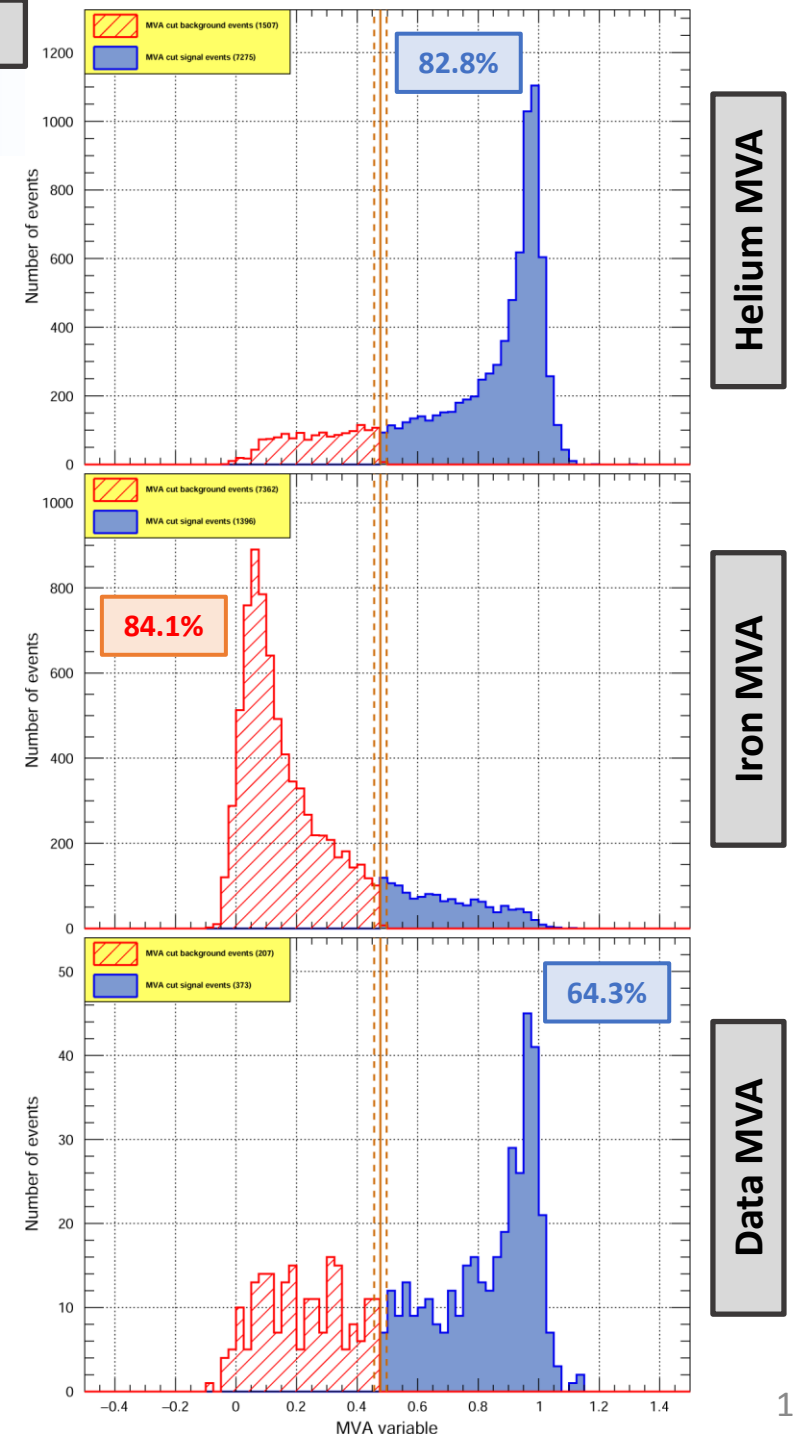 MVA cut background events (1507)
MVA cut signal events (7275)
82.8%
1200
1000
800
600
400
200
0
Number of events
Helium MVA
MVA cut background events (7362)
MVA cut signal events (1396)
84.1%
1000
800
600
400
200
0
Number of events
Iron MVA
MVA cut background events (207)
MVA cut signal events (373)
64.3%
50
40
30
20
10
0
Number of events
Data MVA
−0.4 −0.2 0 0.2 0.4 0.6 0.8 1 1.2 1.4
MVA variable
1